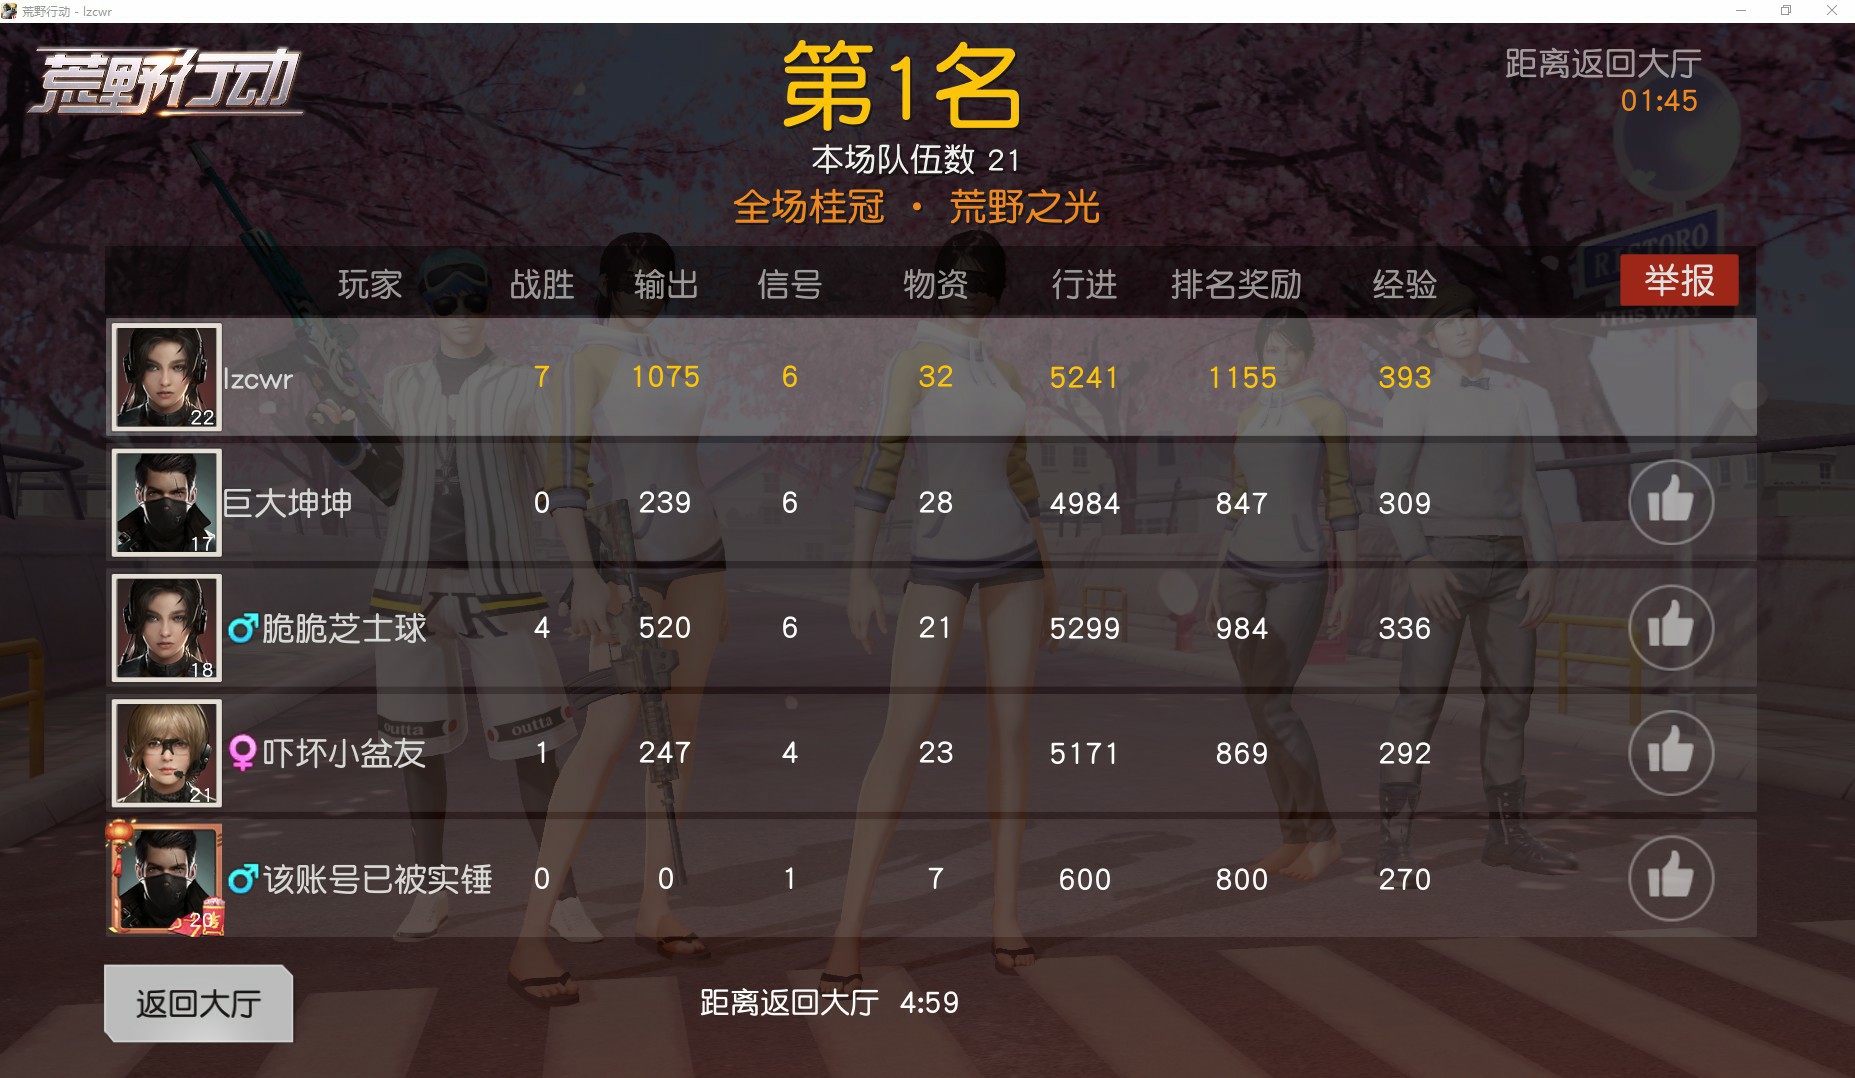 荒野行动 - lzcwr
荒野行动
第1名
距离返回大厅
01:45
本场队伍数 21
全场桂冠 · 荒野之光
玩家 战胜 输出 信号 物资 行进 排名奖励 经验 举报
lzcwr 7 1075 6 32 5241 1155 393
22
巨大坤坤 0 239 6 28 4984 847 309
17
♂脆脆芝士球 4 520 6 21 5299 984 336
18
♀吓坏小盆友 1 247 4 23 5171 869 292
21
♂该账号已被实锤 0 0 1 7 600 800 270
20
RISTORO
THIS WAY
outta outta
返回大厅
距离返回大厅 4:59